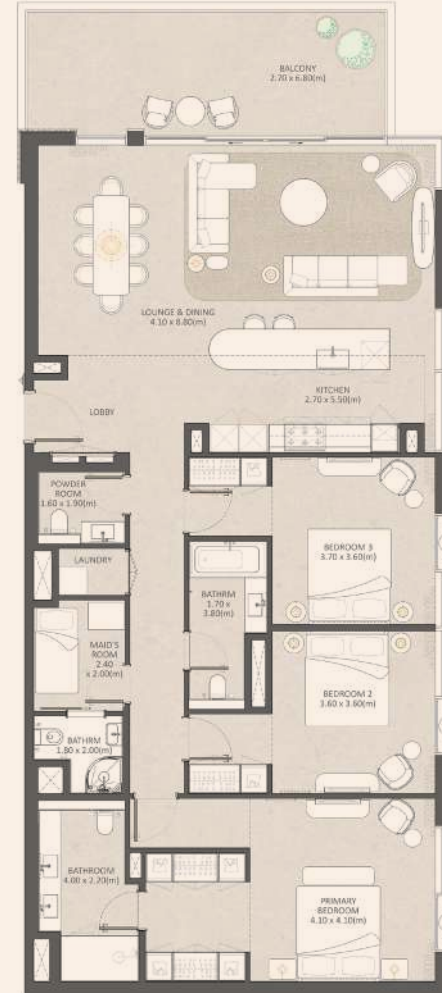 BALCONY
2.70 x 6.80(m)
LOUNGE & DINING
4.10 x 8.80(m)
KITCHEN
2.70 x 5.50(m)
LOBBY
POWDER
ROOM
1.60 x 1.90(m)
LAUNDRY
BATHRM
1.70 x
3.80(m)
BEDROOM 3
3.70 x 3.60(m)
MAID'S
ROOM
2.40
x 2.00(m)
BEDROOM 2
3.60 x 3.60(m)
BATHRM
1.80 x 2.00(m)
BATHROOM
4.00 x 2.20(m)
PRIMARY
BEDROOM
4.10 x 4.10(m)